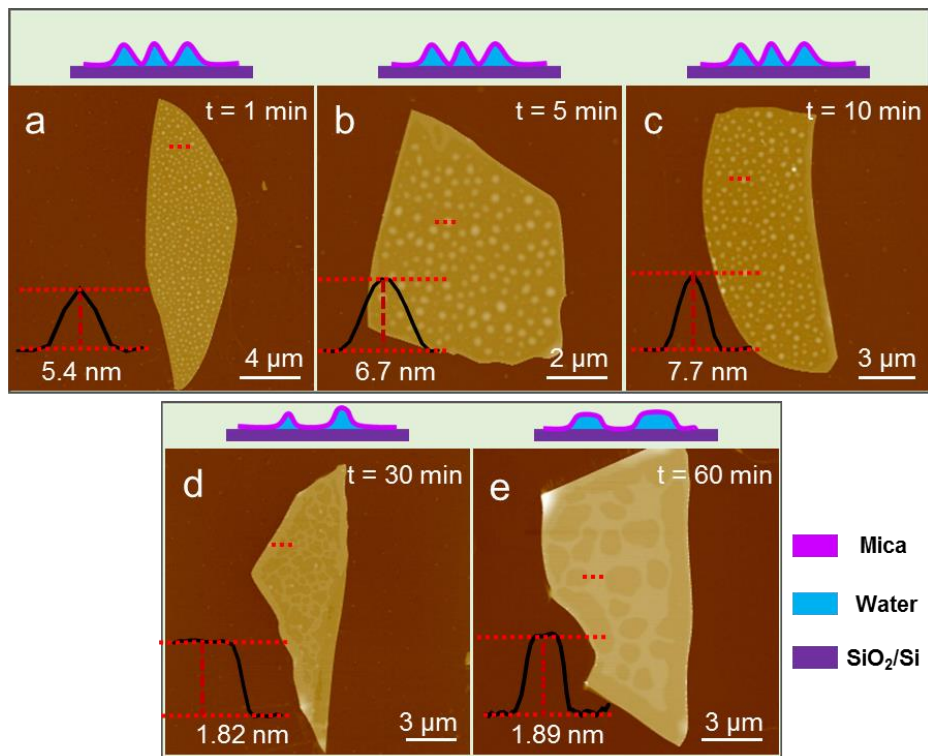 a
t = 1 min
5.4 nm
4 μm
b
t = 5 min
6.7 nm
2 μm
c
t = 10 min
7.7 nm
3 μm
d
t = 30 min
1.82 nm
3 μm
e
t = 60 min
1.89 nm
3 μm
Mica
Water
SiO₂/Si